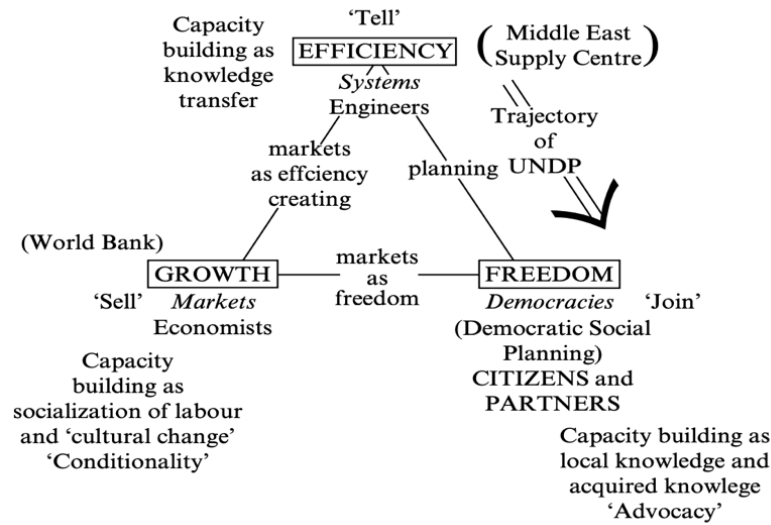 'Tell'
Capacity
building as
knowledge
transfer
EFFICIENCY
Systems
Engineers
(Middle East
Supply Centre)
Trajectory
of
UNDP
markets
as effciency
creating
planning
(World Bank)
GROWTH
'Sell'
Markets
Economists
markets
as
freedom
FREEDOM
Democracies
'Join'
(Democratic Social
Planning)
CITIZENS and
PARTNERS
Capacity
building as
socialization of labour
and 'cultural change'
'Conditionality'
Capacity building as
local knowledge and
acquired knowlege
'Advocacy'